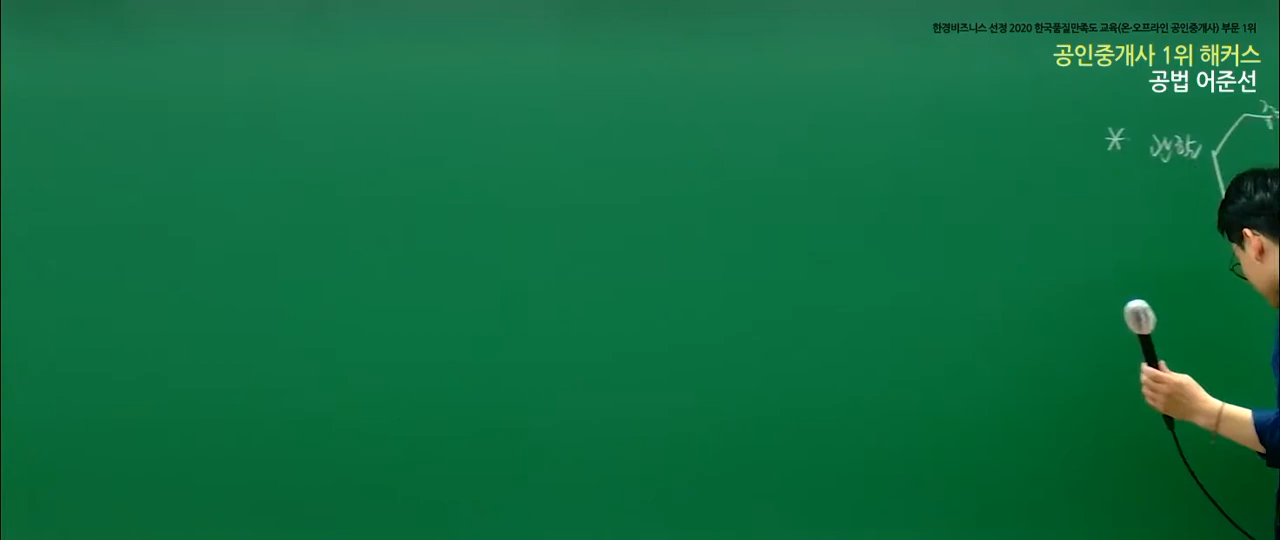 한경비즈니스 선정 2020 한국품질만족도 교육(온·오프라인 공인중개사) 부문 1위
공인중개사 1위 해커스
공법 어준선